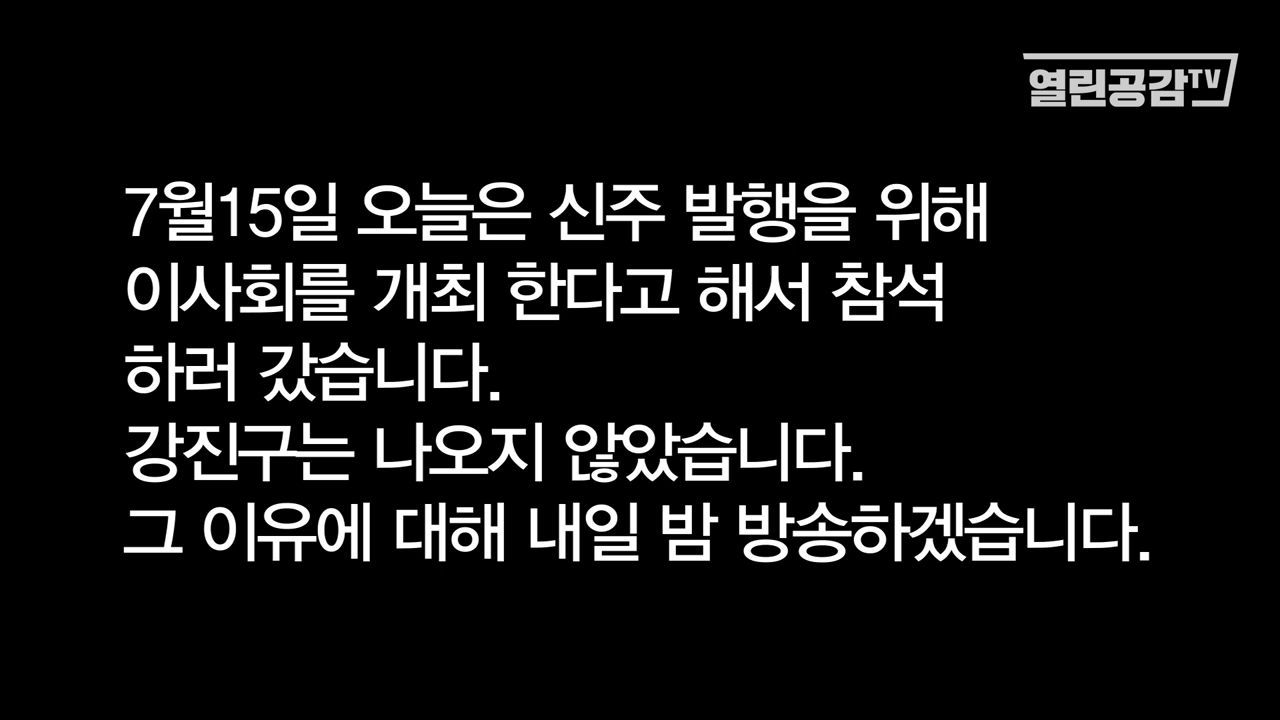 열린공감TV
7월15일 오늘은 신주 발행을 위해
이사회를 개최 한다고 해서 참석
하러 갔습니다.
강진구는 나오지 않았습니다.
그 이유에 대해 내일 밤 방송하겠습니다.